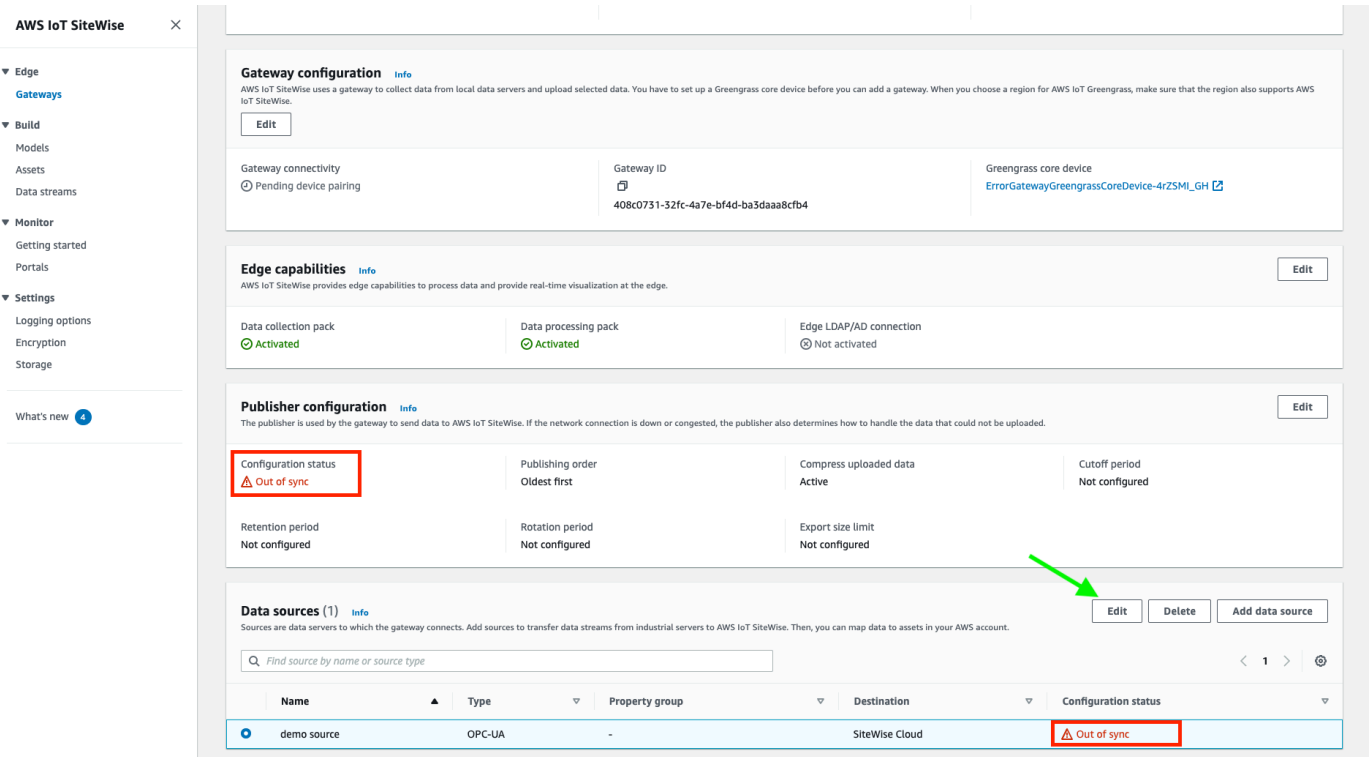 AWS IoT SiteWise
Edge
Gateways
Build
Models
Assets
Data streams
Monitor
Getting started
Portals
Settings
Logging options
Encryption
Storage
What's new 4
Gateway configuration Info
AWS IoT SiteWise uses a gateway to collect data from local data servers and upload selected data. You have to set up a Greengrass core device before you can add a gateway. When you choose a region for AWS IoT Greengrass, make sure that the region also supports AWS
IoT SiteWise.
Edit
Gateway connectivity Gateway ID Greengrass core device
Pending device pairing ErrorGatewayGreengrassCoreDevice-4rZSMI_GH
408c0731-32fc-4a7e-bf4d-ba3daaa8cfb4
Edge capabilities Info Edit
AWS IoT SiteWise provides edge capabilities to process data and provide real-time visualization at the edge.
Data collection pack Data processing pack Edge LDAP/AD connection
Activated Activated Not activated
Publisher configuration Info Edit
The publisher is used by the gateway to send data to AWS IoT SiteWise. If the network connection is down or congested, the publisher also determines how to handle the data that could not be uploaded.
Configuration status Publishing order Compress uploaded data Cutoff period
Out of sync Oldest first Active Not configured
Retention period Rotation period Export size limit
Not configured Not configured Not configured
Data sources (1) Info Edit Delete Add data source
Sources are data servers to which the gateway connects. Add sources to transfer data streams from industrial servers to AWS IoT SiteWise. Then, you can map data to assets in your AWS account.
Find source by name or source type 1
Name Type Property group Destination Configuration status
demo source OPC-UA - SiteWise Cloud Out of sync